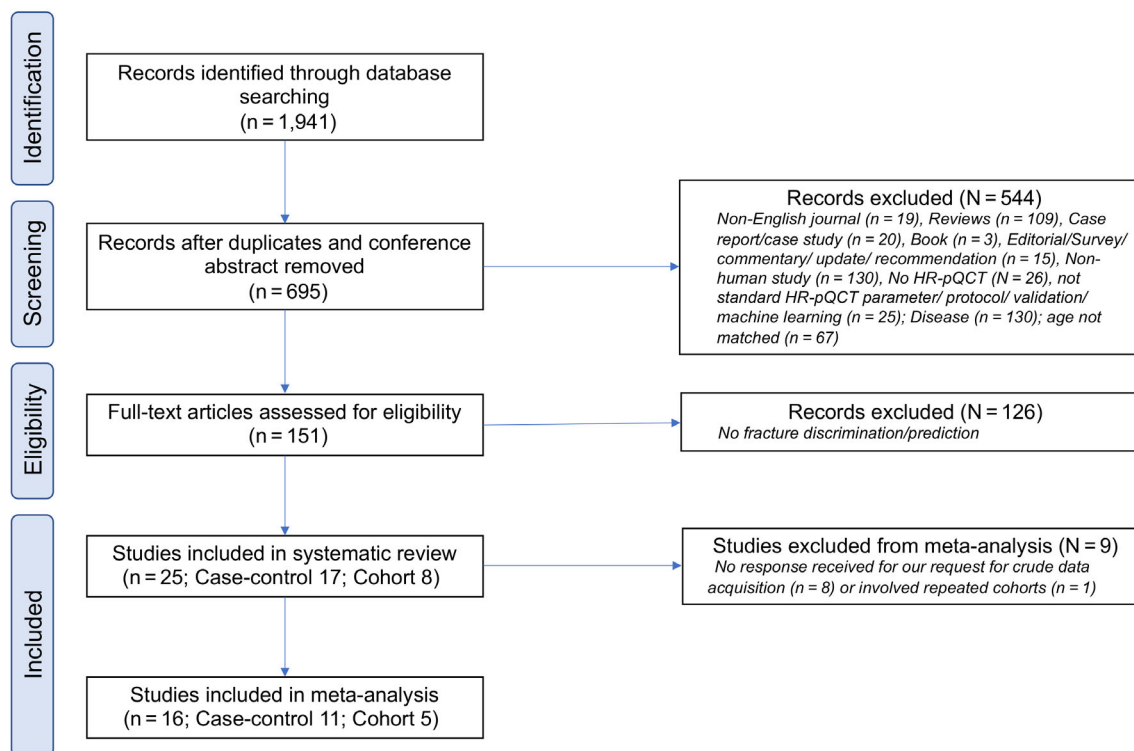 Identification
Records identified through database
searching
(n = 1,941)
Screening
Records after duplicates and conference
abstract removed
(n = 695)
Records excluded (N = 544)
Non-English journal (n = 19), Reviews (n = 109), Case
report/case study (n = 20), Book (n = 3), Editorial/Survey/
commentary/ update/ recommendation (n = 15), Non-
human study (n = 130), No HR-pQCT (N = 26), not
standard HR-pQCT parameter/ protocol/ validation/
machine learning (n = 25); Disease (n = 130); age not
matched (n = 67)
Eligibility
Full-text articles assessed for eligibility
(n = 151)
Records excluded (N = 126)
No fracture discrimination/prediction
Included
Studies included in systematic review
(n = 25; Case-control 17; Cohort 8)
Studies excluded from meta-analysis (N = 9)
No response received for our request for crude data
acquisition (n = 8) or involved repeated cohorts (n = 1)
Studies included in meta-analysis
(n = 16; Case-control 11; Cohort 5)